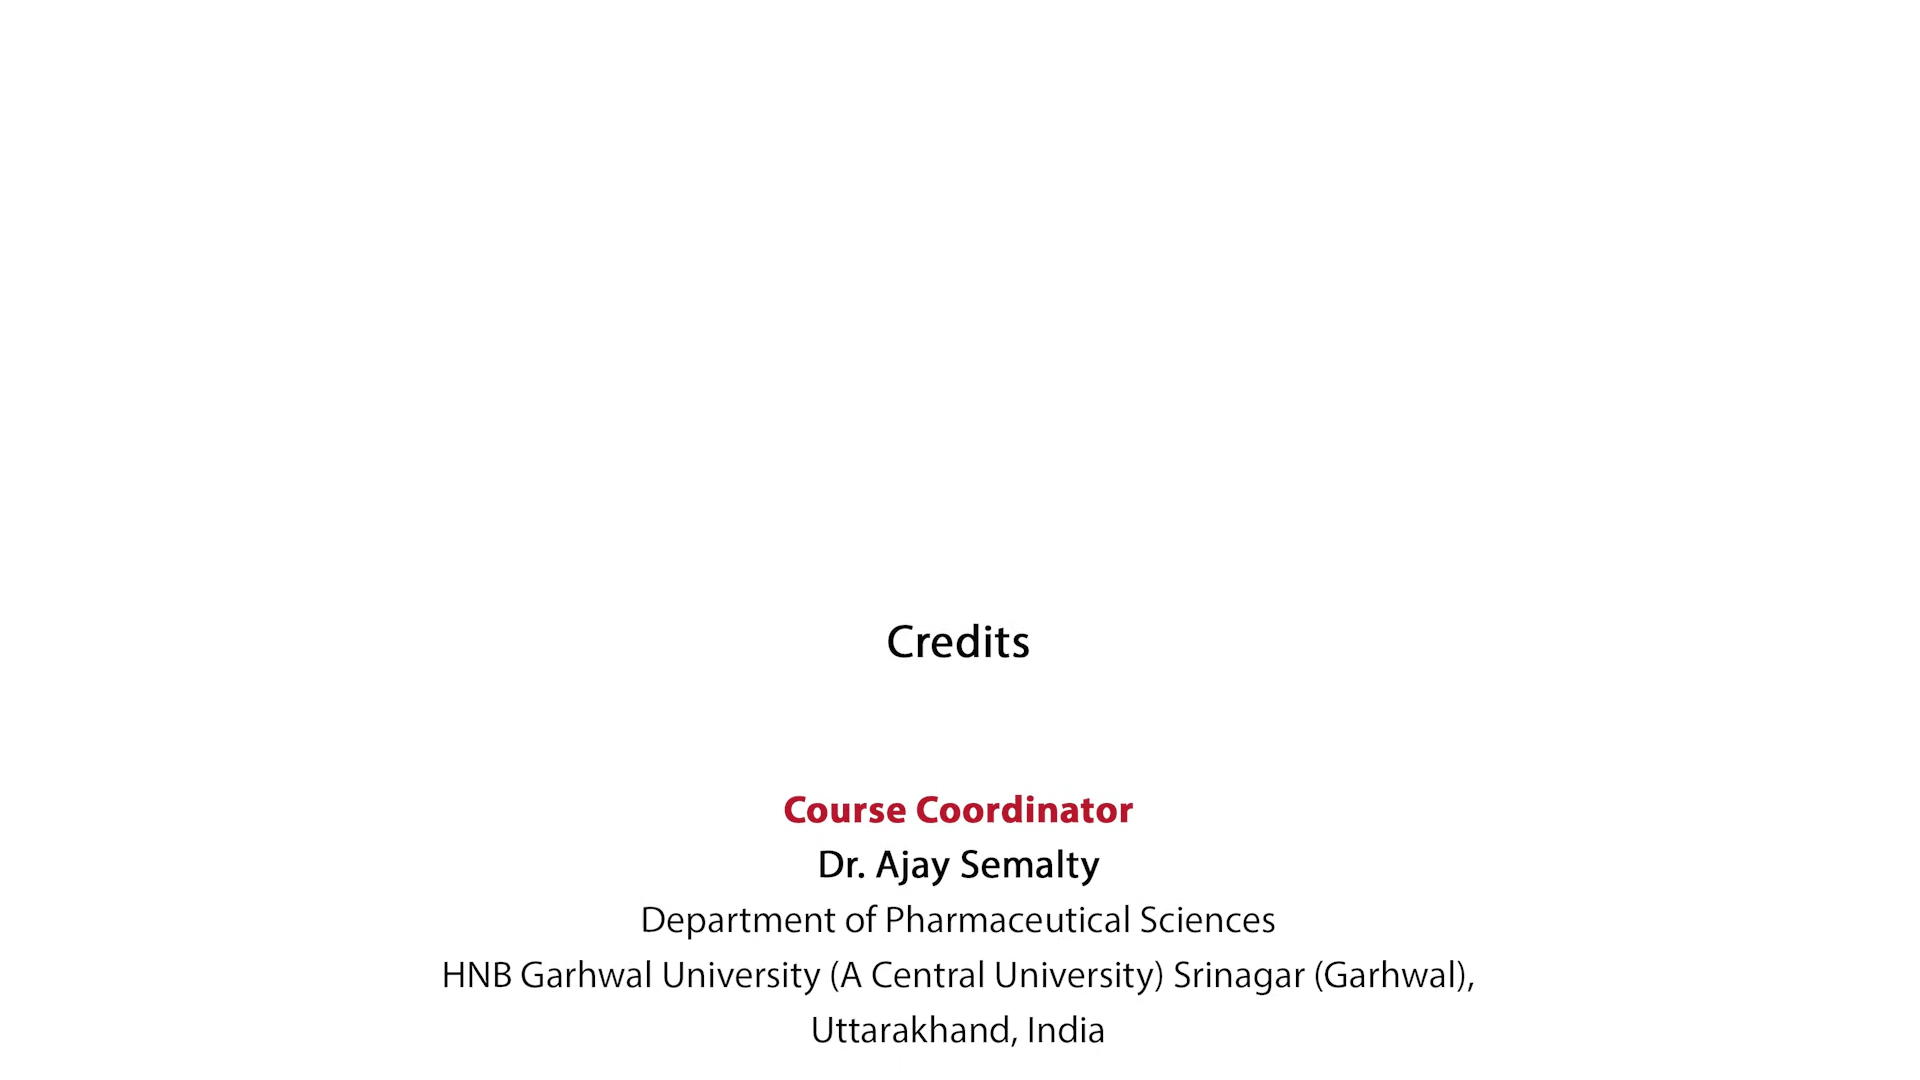 Credits
Course Coordinator
Dr. Ajay Semalty
Department of Pharmaceutical Sciences
HNB Garhwal University (A Central University) Srinagar (Garhwal),
Uttarakhand, India